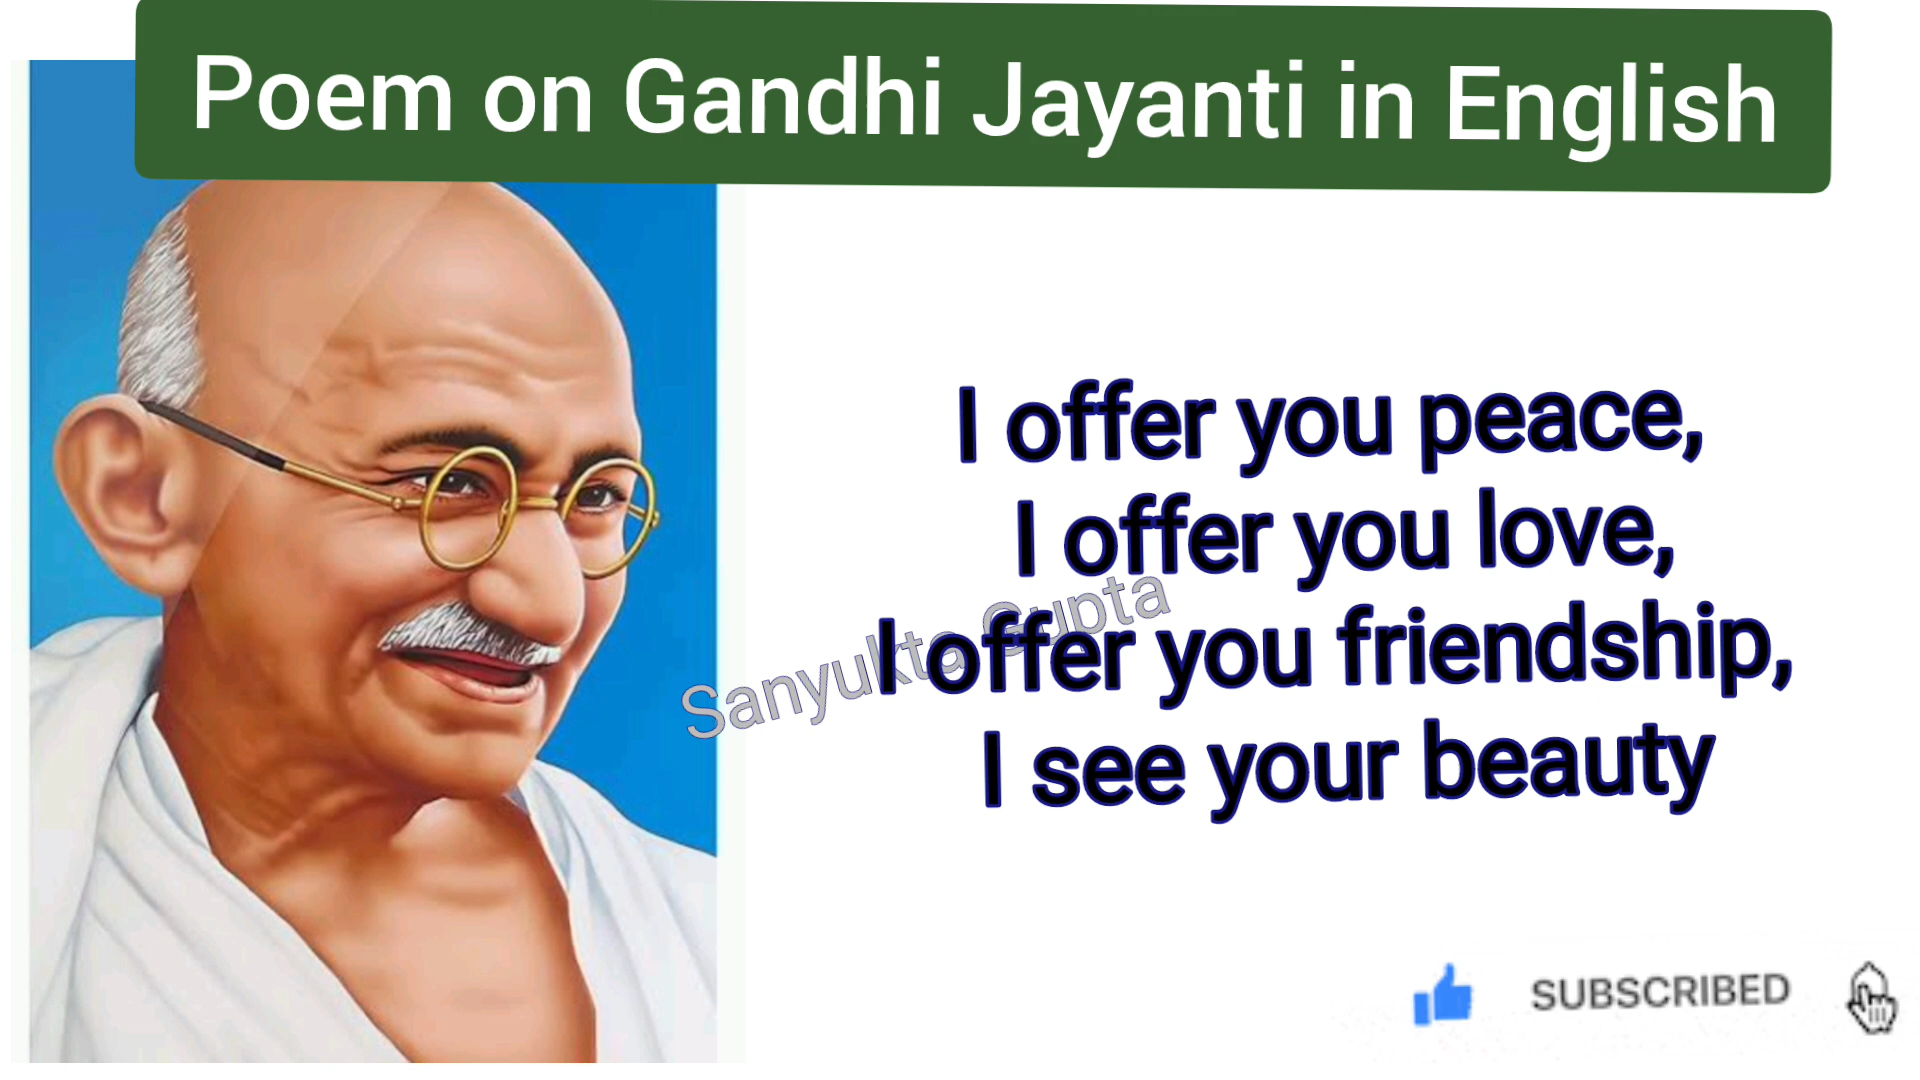 Poem on Gandhi Jayanti in English
I offer you peace,
I offer you love,
I offer you friendship,
I see your beauty
Sanyukta Gupta
SUBSCRIBED